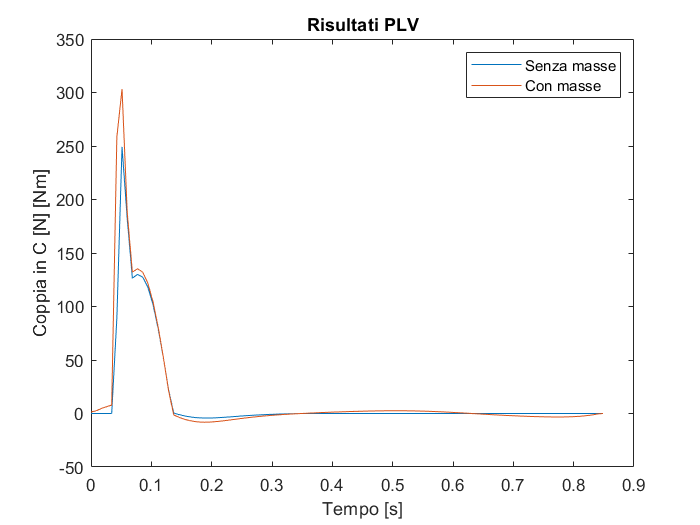 Risultati PLV
350
300
250
200
150
100
50
0
-50
Coppia in C [N] [Nm]
Senza masse
Con masse
0 0.1 0.2 0.3 0.4 0.5 0.6 0.7 0.8 0.9
Tempo [s]